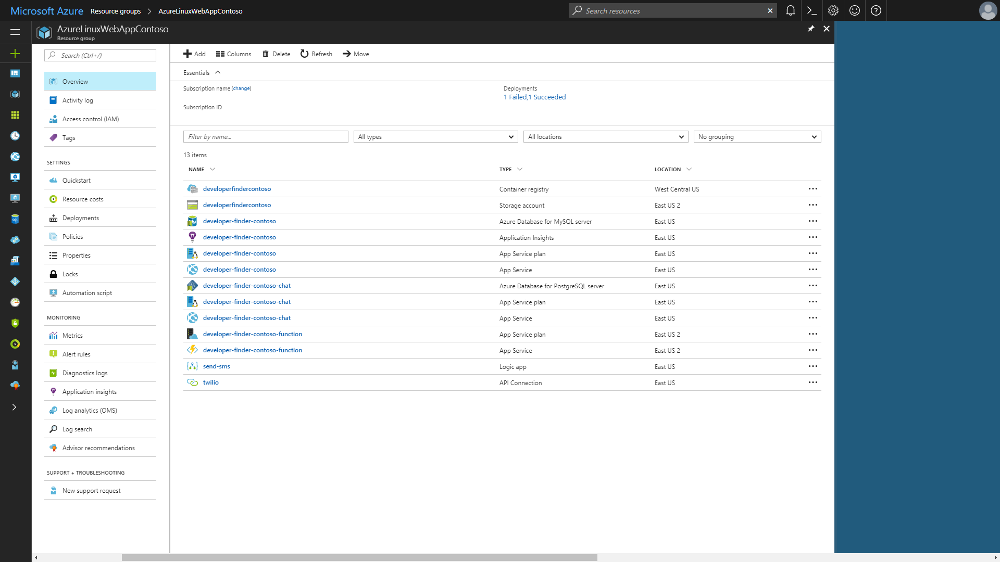 Microsoft Azure Resource groups AzureLinuxWebAppContoso Search resources
AzureLinuxWebAppContoso
Resource group
Search (Ctrl+/)
Overview
Activity log
Access control (IAM)
Tags
SETTINGS
Quickstart
Resource costs
Deployments
Policies
Properties
Locks
Automation script
MONITORING
Metrics
Alert rules
Diagnostics logs
Application insights
Log analytics (OMS)
Log search
Advisor recommendations
SUPPORT + TROUBLESHOOTING
New support request
Add Columns Delete Refresh Move
Essentials
Subscription name (change)
Subscription ID
Deployments
1 Failed,1 Succeeded
Filter by name... All types All locations No grouping
13 items
NAME TYPE LOCATION
developerfindercontoso Container registry West Central US
developerfindercontoso Storage account East US 2
developer-finder-contoso Azure Database for MySQL server East US
developer-finder-contoso Application Insights East US
developer-finder-contoso App Service plan East US
developer-finder-contoso App Service East US
developer-finder-contoso-chat Azure Database for PostgreSQL server East US
developer-finder-contoso-chat App Service plan East US
developer-finder-contoso-chat App Service East US
developer-finder-contoso-function App Service plan East US 2
developer-finder-contoso-function App Service East US 2
send-sms Logic app East US
twilio API Connection East US